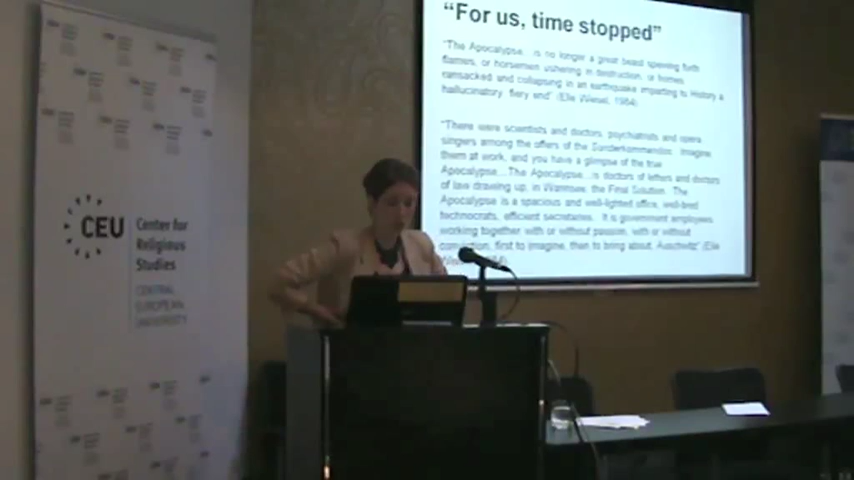 "For us, time stopped"
"The Apocalypse... is no longer a great beast spewing forth
flames, or horsemen ushering in destruction, or homes
ransacked and collapsing in an earthquake imparting to History a
hallucinatory, fiery end" (Elie Wiesel, 1984)
"There were scientists and doctors, psychiatrists and opera
singers among the offers of the Sonderkommandos. Imagine
them at work, and you have a glimpse of the true
Apocalypse...The Apocalypse...is doctors of letters and doctors
of law drawing up, in Wannsee, the Final Solution. The
Apocalypse is a spacious and well-lighted office, well-bred
technocrats, efficient secretaries. It is government employees
working together with or without passion, with or without
first to imagine, then to bring about, Auschwitz" (Elie
CEU
Center for
Religious
Studies
CENTRAL
EUROPEAN
UNIVERSITY